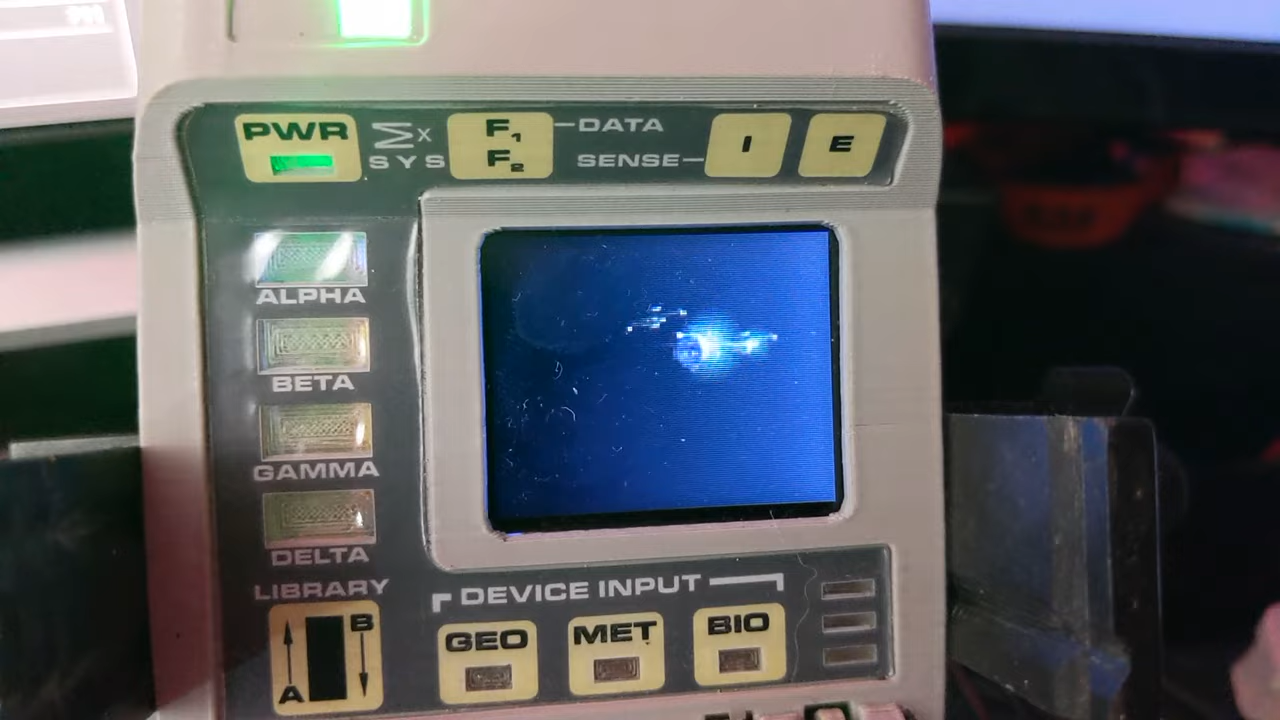 PWR
Σx
SYS
F1
F2
DATA
SENSE
I
E
ALPHA
BETA
GAMMA
DELTA
LIBRARY
A
B
DEVICE INPUT
GEO
MET
BIO